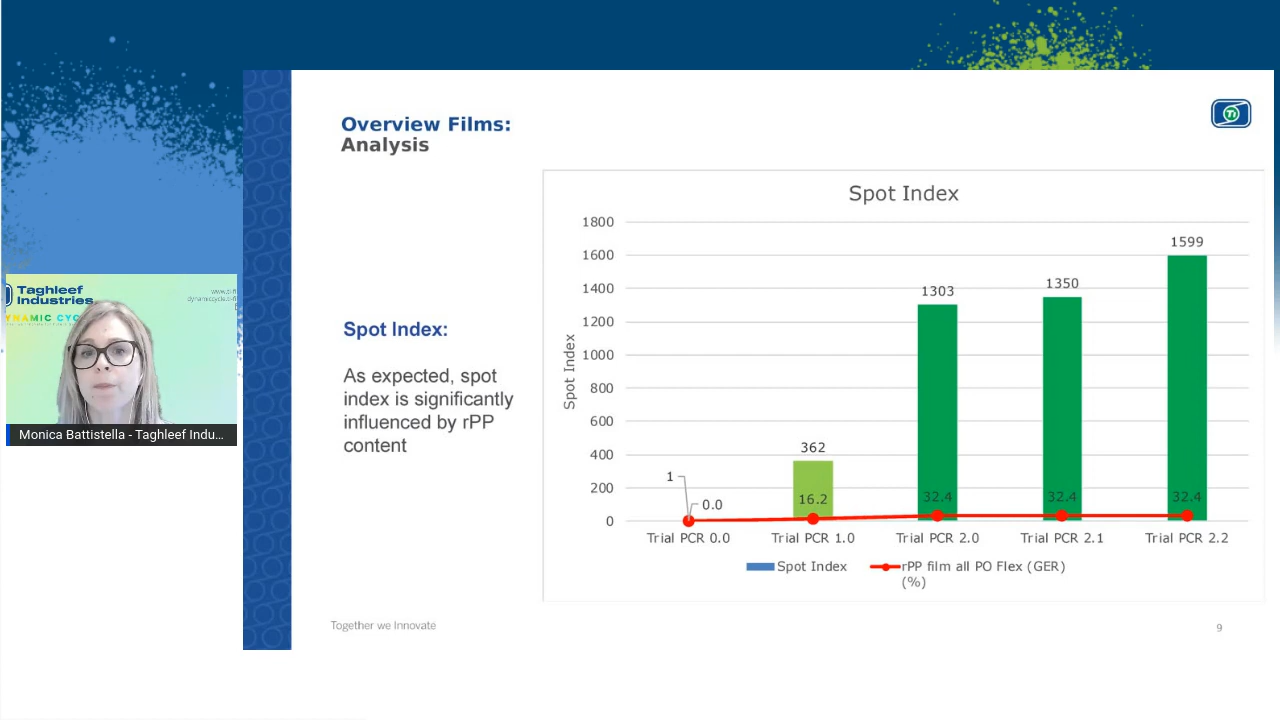 Overview Films:
Analysis
Ti
Spot Index:
As expected, spot
index is significantly
influenced by rPP
content
Spot Index
1800
1600
1400
1200
1000
800
600
400
200
0
Spot Index
1
0.0
362
16.2
1303
32.4
1350
32.4
1599
32.4
Trial PCR 0.0
Trial PCR 1.0
Trial PCR 2.0
Trial PCR 2.1
Trial PCR 2.2
Spot Index
rPP film all PO Flex (GER)
(%)
Together we Innovate
9
Taghleef
Industries
YNAMIC CYC
Monica Battistella - Taghleef Indu...